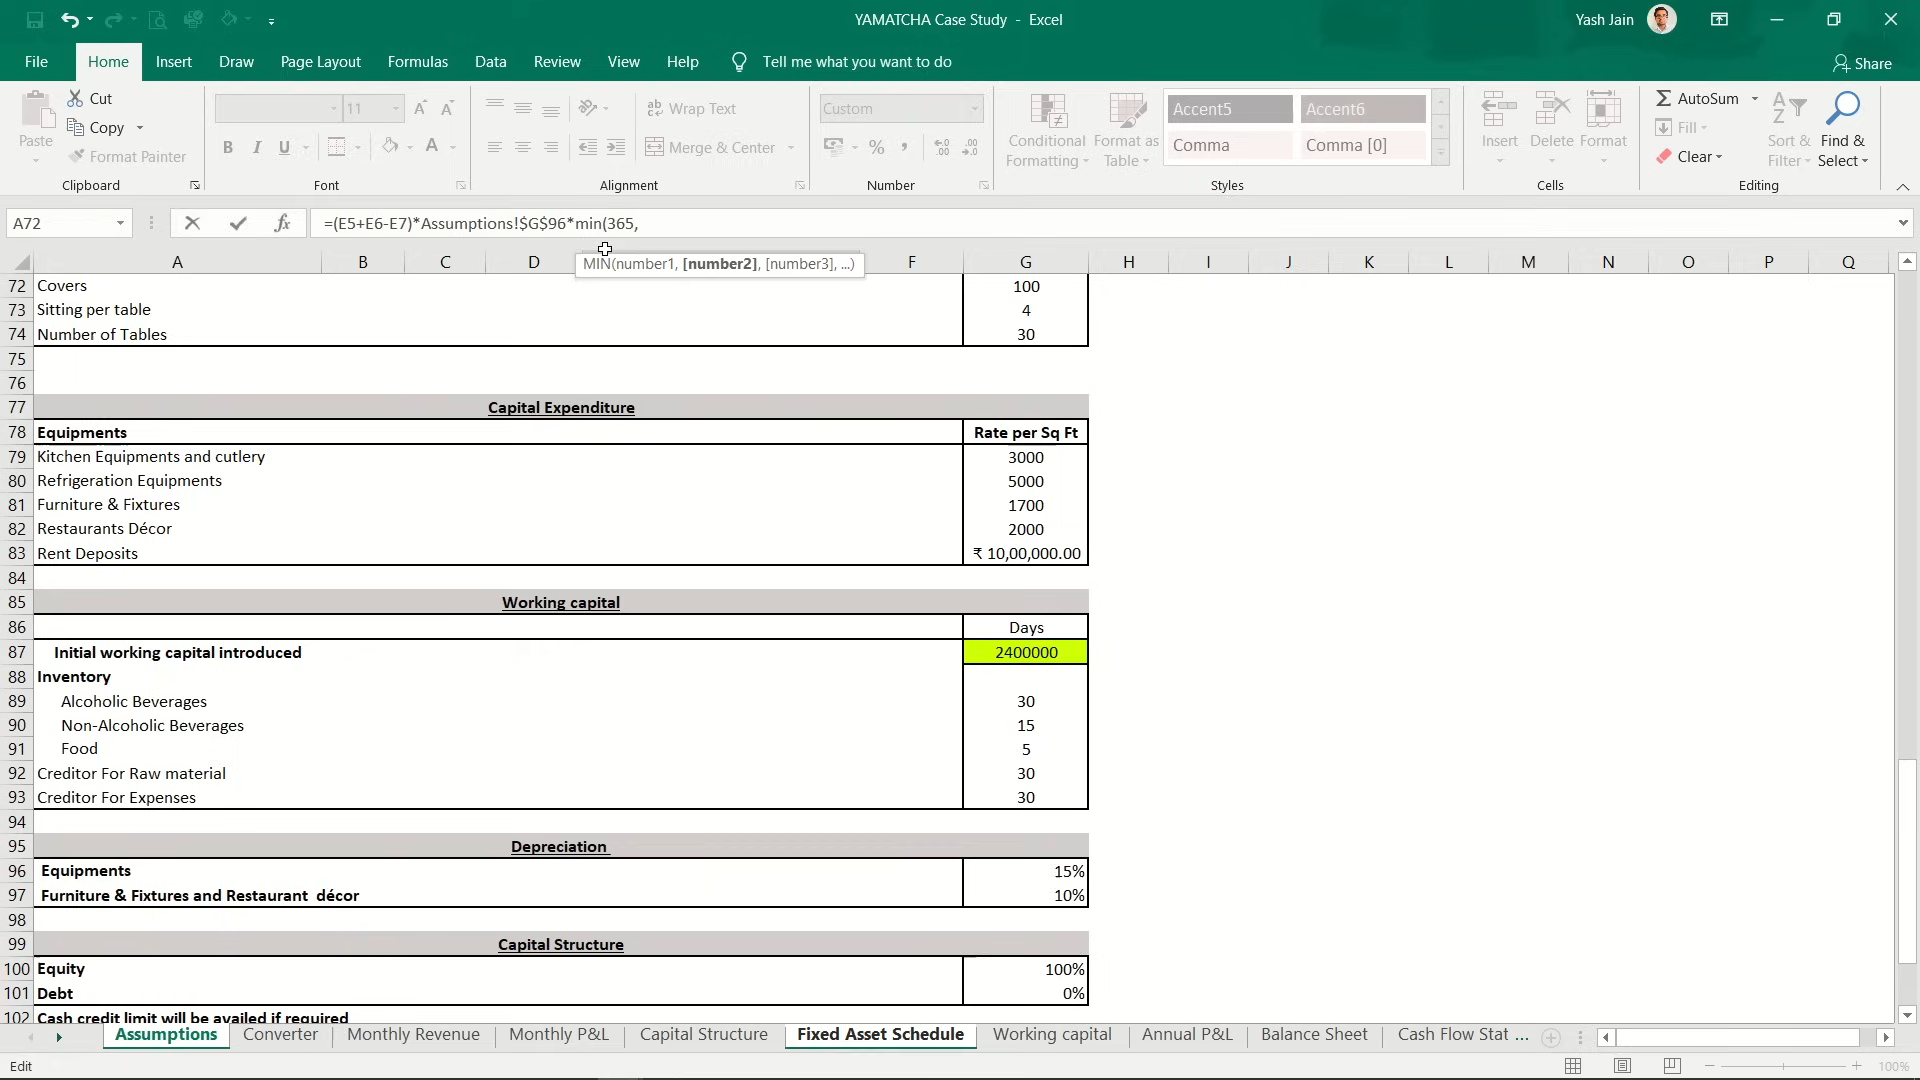 YAMATCHA Case Study - Excel
Yash Jain
File Home Insert Draw Page Layout Formulas Data Review View Help Tell me what you want to do
Share
Paste
Cut
Copy
Format Painter
Clipboard
11
B I U
Font
Wrap Text
Merge & Center
Alignment
Custom
Number
Conditional Formatting
Format as Table
Accent5 Accent6
Comma Comma [0]
Styles
Insert Delete Format
Cells
AutoSum
Fill
Clear
Sort & Filter
Find & Select
Editing
A72
=(E5+E6-E7)*Assumptions!$G$96*min(365,
MIN(number1, [number2], [number3], ...)
A B C D F G H I J K L M N O P Q
72 Covers 100
73 Sitting per table 4
74 Number of Tables 30
75
76
77 Capital Expenditure
78 Equipments Rate per Sq Ft
79 Kitchen Equipments and cutlery 3000
80 Refrigeration Equipments 5000
81 Furniture & Fixtures 1700
82 Restaurants Décor 2000
83 Rent Deposits ₹ 10,00,000.00
84
85 Working capital
86 Days
87 Initial working capital introduced 2400000
88 Inventory
89 Alcoholic Beverages 30
90 Non-Alcoholic Beverages 15
91 Food 5
92 Creditor For Raw material 30
93 Creditor For Expenses 30
94
95 Depreciation
96 Equipments 15%
97 Furniture & Fixtures and Restaurant décor 10%
98
99 Capital Structure
100 Equity 100%
101 Debt 0%
102 Cash credit limit will be availed if required
Assumptions Converter Monthly Revenue Monthly P&L Capital Structure Fixed Asset Schedule Working capital Annual P&L Balance Sheet Cash Flow Stat ...
Edit
100%